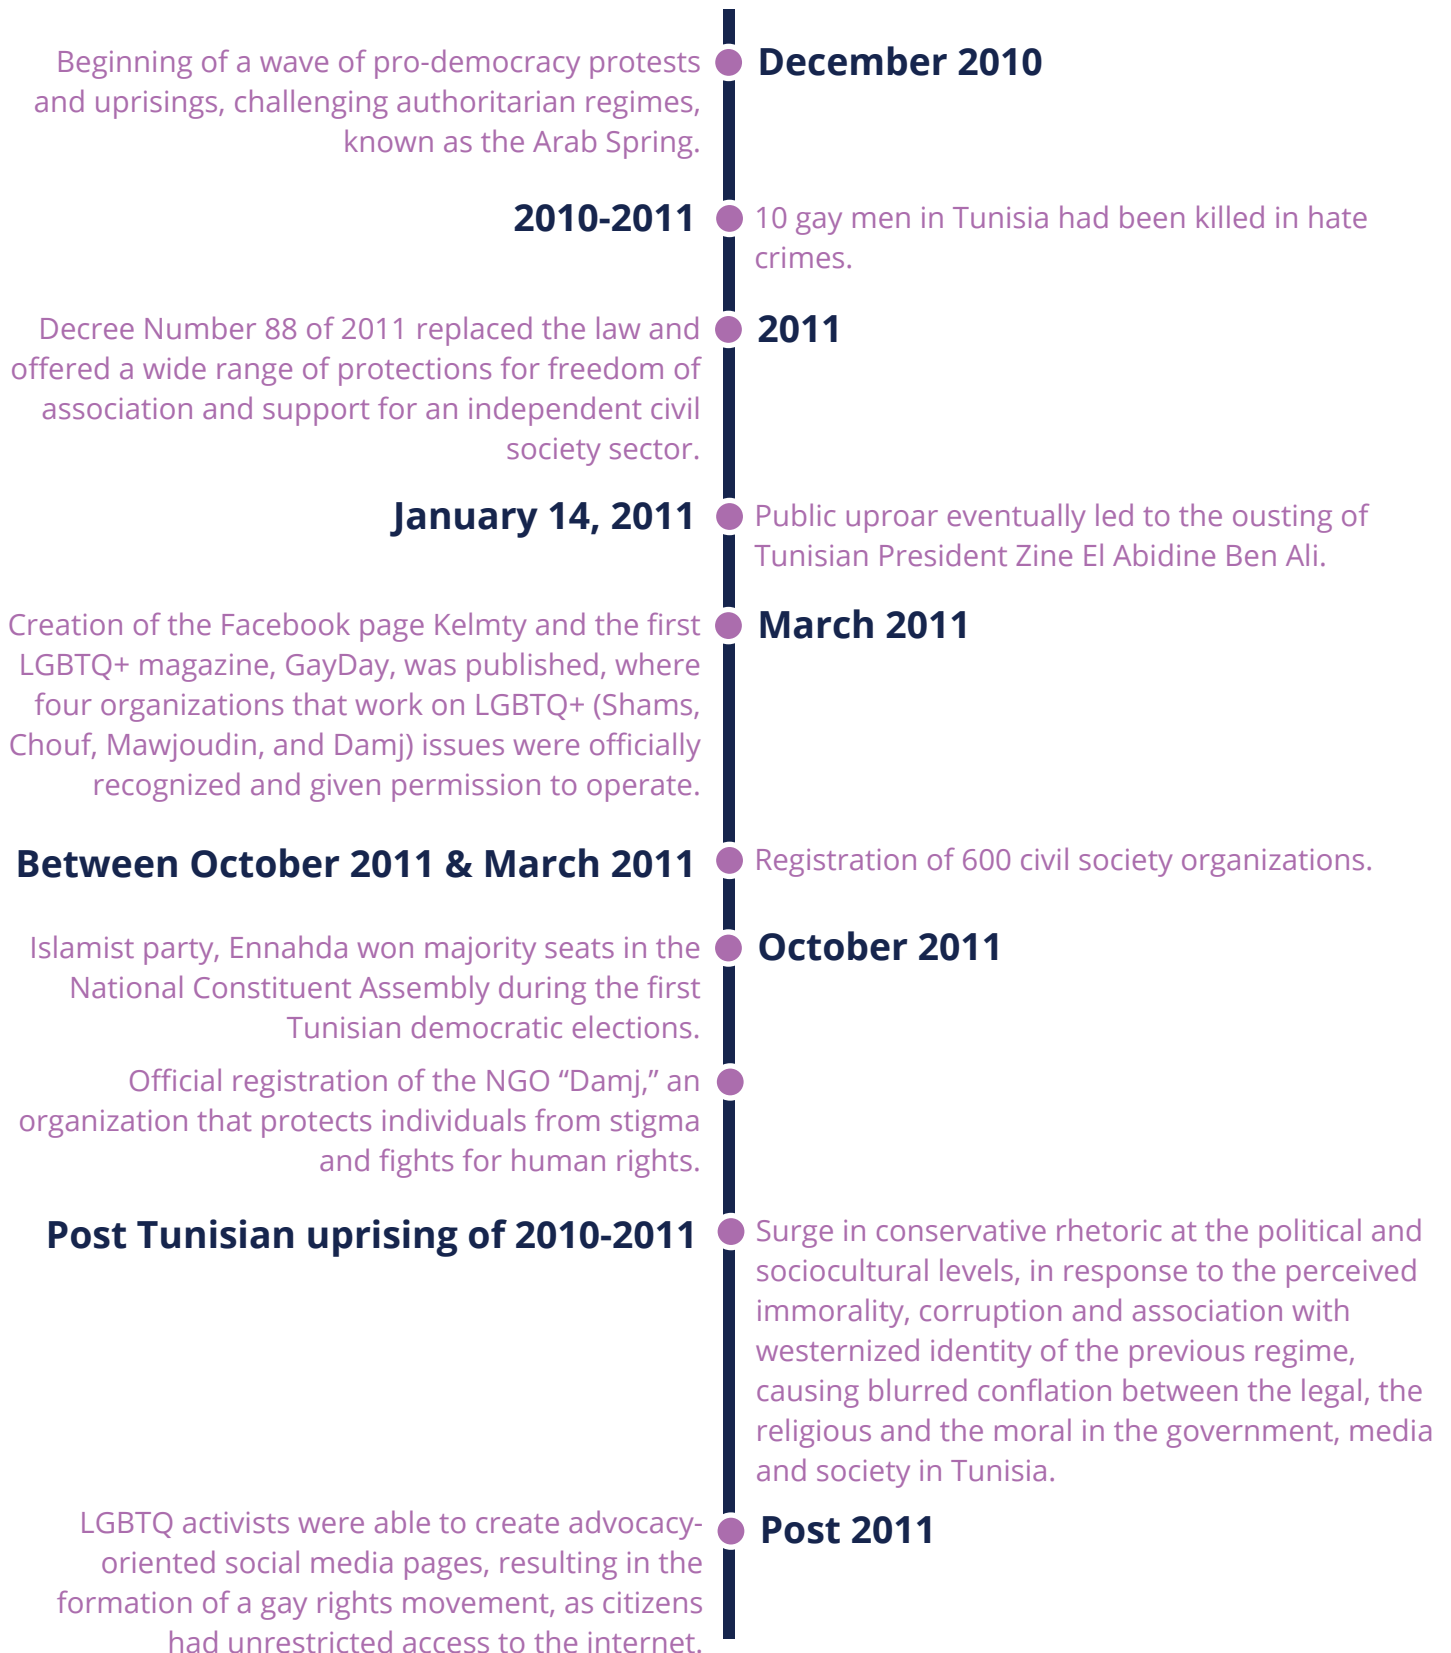 December 2010
Beginning of a wave of pro-democracy protests
and uprisings, challenging authoritarian regimes,
known as the Arab Spring.
2010-2011
10 gay men in Tunisia had been killed in hate
crimes.
2011
Decree Number 88 of 2011 replaced the law and
offered a wide range of protections for freedom of
association and support for an independent civil
society sector.
January 14, 2011
Public uproar eventually led to the ousting of
Tunisian President Zine El Abidine Ben Ali.
March 2011
Creation of the Facebook page Kelmty and the first
LGBTQ+ magazine, GayDay, was published, where
four organizations that work on LGBTQ+ (Shams,
Chouf, Mawjoudin, and Damj) issues were officially
recognized and given permission to operate.
Between October 2011 & March 2011
Registration of 600 civil society organizations.
October 2011
Islamist party, Ennahda won majority seats in the
National Constituent Assembly during the first
Tunisian democratic elections.
Official registration of the NGO “Damj,” an
organization that protects individuals from stigma
and fights for human rights.
Post Tunisian uprising of 2010-2011
Surge in conservative rhetoric at the political and
sociocultural levels, in response to the perceived
immorality, corruption and association with
westernized identity of the previous regime,
causing blurred conflation between the legal, the
religious and the moral in the government, media
and society in Tunisia.
Post 2011
LGBTQ activists were able to create advocacy-
oriented social media pages, resulting in the
formation of a gay rights movement, as citizens
had unrestricted access to the internet.